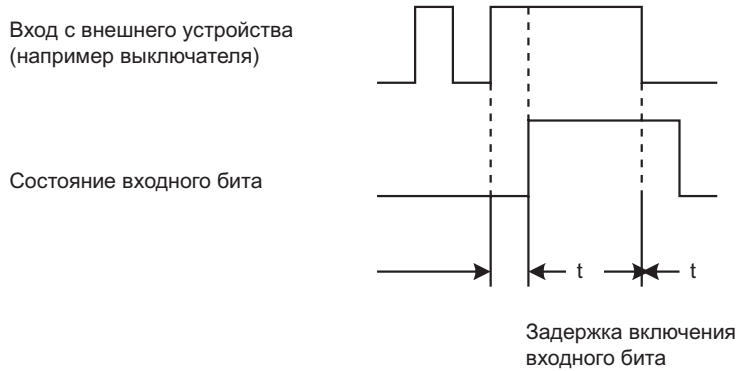 Вход с внешнего устройства
(например выключателя)
Состояние входного бита
t
t
Задержка включения
входного бита